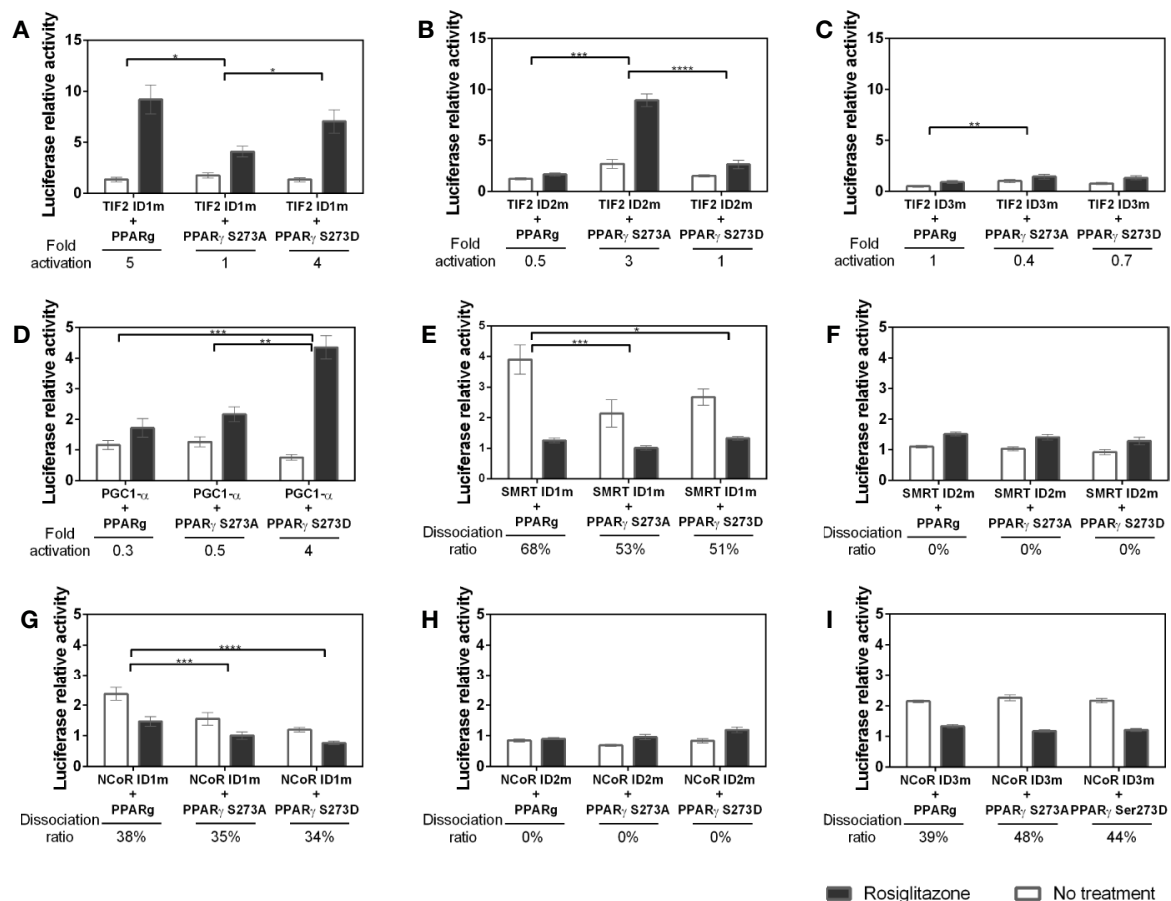 A
Luciferase relative activity
15
10
5
0
*
*
TIF2 ID1m TIF2 ID1m TIF2 ID1m
+ + +
PPARg PPARγ S273A PPARγ S273D
Fold activation
5 1 4
B
Luciferase relative activity
15
10
5
0
***
****
TIF2 ID2m TIF2 ID2m TIF2 ID2m
+ + +
PPARg PPARγ S273A PPARγ S273D
Fold activation
0.5 3 1
C
Luciferase relative activity
15
10
5
0
**
TIF2 ID3m TIF2 ID3m TIF2 ID3m
+ + +
PPARg PPARγ S273A PPARγ S273D
Fold activation
1 0.4 0.7
D
Luciferase relative activity
5
4
3
2
1
0
***
**
PGC1-α PGC1-α PGC1-α
+ + +
PPARg PPARγ S273A PPARγ S273D
Fold activation
0.3 0.5 4
E
Luciferase relative activity
5
4
3
2
1
0
*
***
SMRT ID1m SMRT ID1m SMRT ID1m
+ + +
PPARg PPARγ S273A PPARγ S273D
Dissociation ratio
68% 53% 51%
F
Luciferase relative activity
5
4
3
2
1
0
SMRT ID2m SMRT ID2m SMRT ID2m
+ + +
PPARg PPARγ S273A PPARγ S273D
Dissociation ratio
0% 0% 0%
G
Luciferase relative activity
5
4
3
2
1
0
****
***
NCoR ID1m NCoR ID1m NCoR ID1m
+ + +
PPARg PPARγ S273A PPARγ S273D
Dissociation ratio
38% 35% 34%
H
Luciferase relative activity
5
4
3
2
1
0
NCoR ID2m NCoR ID2m NCoR ID2m
+ + +
PPARg PPARγ S273A PPARγ S273D
Dissociation ratio
0% 0% 0%
I
Luciferase relative activity
5
4
3
2
1
0
NCoR ID3m NCoR ID3m NCoR ID3m
+ + +
PPARg PPARγ S273A PPARγ Ser273D
Dissociation ratio
39% 48% 44%
Rosiglitazone No treatment